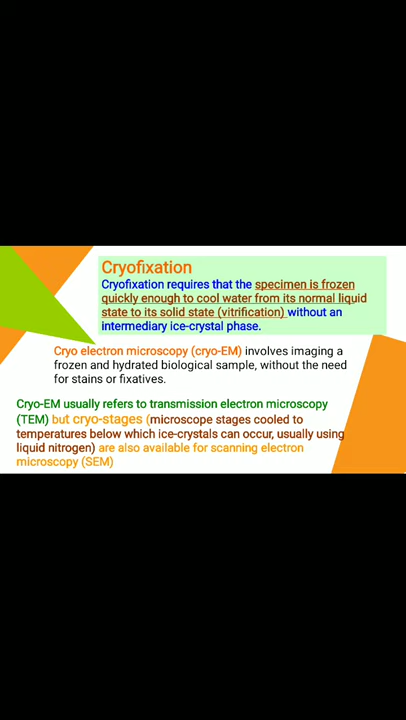 Cryofixation
Cryofixation requires that the specimen is frozen
quickly enough to cool water from its normal liquid
state to its solid state (vitrification) without an
intermediary ice-crystal phase.
Cryo electron microscopy (cryo-EM) involves imaging a
frozen and hydrated biological sample, without the need
for stains or fixatives.
Cryo-EM usually refers to transmission electron microscopy
(TEM) but cryo-stages (microscope stages cooled to
temperatures below which ice-crystals can occur, usually using
liquid nitrogen) are also available for scanning electron
microscopy (SEM)